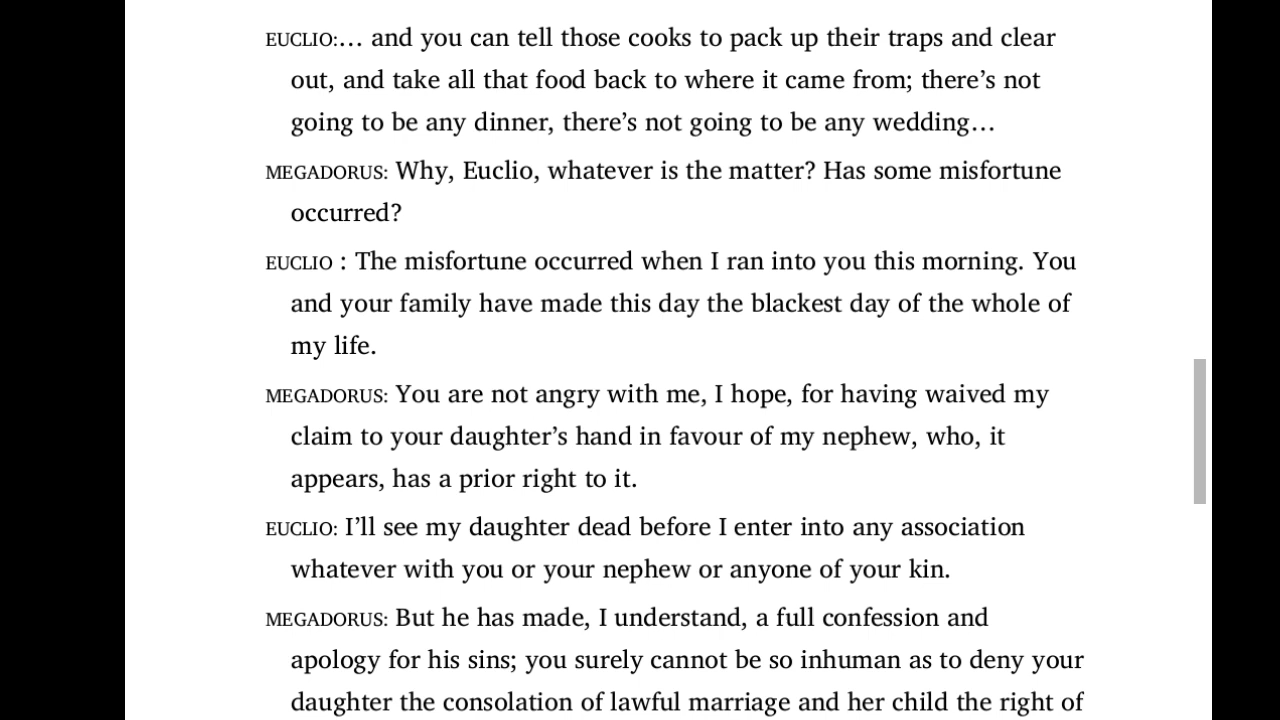 EUCLIO:… and you can tell those cooks to pack up their traps and clear
out, and take all that food back to where it came from; there’s not
going to be any dinner, there’s not going to be any wedding…
MEGADORUS: Why, Euclio, whatever is the matter? Has some misfortune
occurred?
EUCLIO : The misfortune occurred when I ran into you this morning. You
and your family have made this day the blackest day of the whole of
my life.
MEGADORUS: You are not angry with me, I hope, for having waived my
claim to your daughter’s hand in favour of my nephew, who, it
appears, has a prior right to it.
EUCLIO: I’ll see my daughter dead before I enter into any association
whatever with you or your nephew or anyone of your kin.
MEGADORUS: But he has made, I understand, a full confession and
apology for his sins; you surely cannot be so inhuman as to deny your
daughter the consolation of lawful marriage and her child the right of